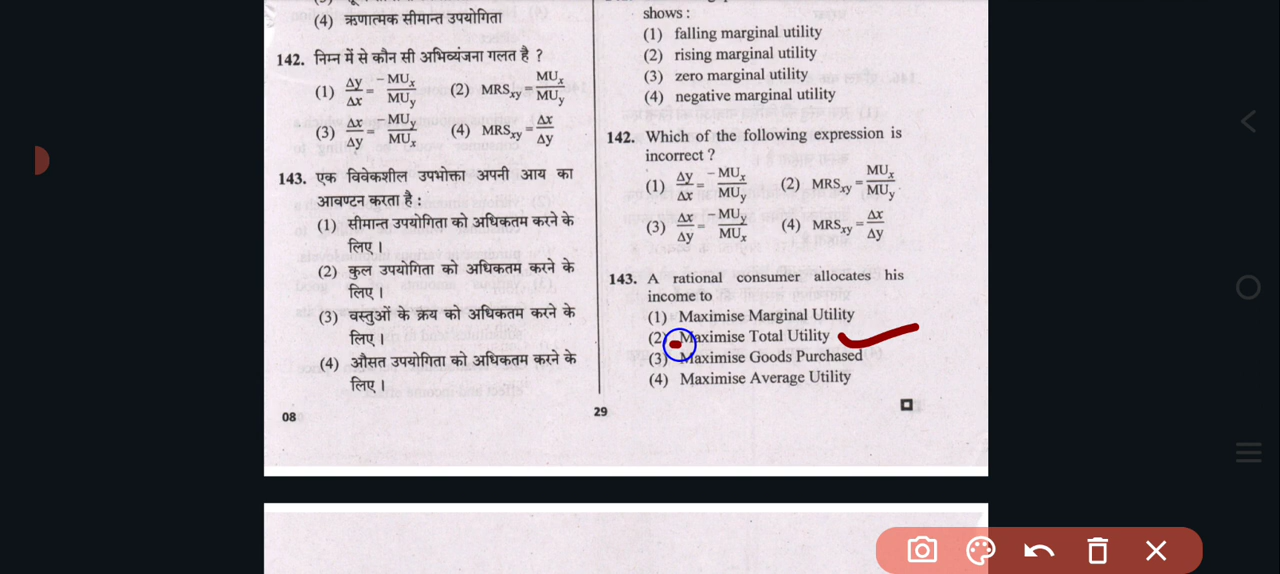 (4) ऋणात्मक सीमान्त उपयोगिता
142. निम्न में से कौन सी अभिव्यंजना गलत है ?
(1) Δy/Δx = −MUx/MUy (2) MRSxy = MUx/MUy
(3) Δx/Δy = −MUy/MUx (4) MRSxy = Δx/Δy
143. एक विवेकशील उपभोक्ता अपनी आय का
आवण्टन करता है :
(1) सीमान्त उपयोगिता को अधिकतम करने के
लिए ।
(2) कुल उपयोगिता को अधिकतम करने के
लिए ।
(3) वस्तुओं के क्रय को अधिकतम करने के
लिए ।
(4) औसत उपयोगिता को अधिकतम करने के
लिए ।
08
shows :
(1) falling marginal utility
(2) rising marginal utility
(3) zero marginal utility
(4) negative marginal utility
142. Which of the following expression is
incorrect ?
(1) Δy/Δx = −MUx/MUy (2) MRSxy = MUx/MUy
(3) Δx/Δy = −MUy/MUx (4) MRSxy = Δx/Δy
143. A rational consumer allocates his
income to
(1) Maximise Marginal Utility
(2) Maximise Total Utility
(3) Maximise Goods Purchased
(4) Maximise Average Utility
29